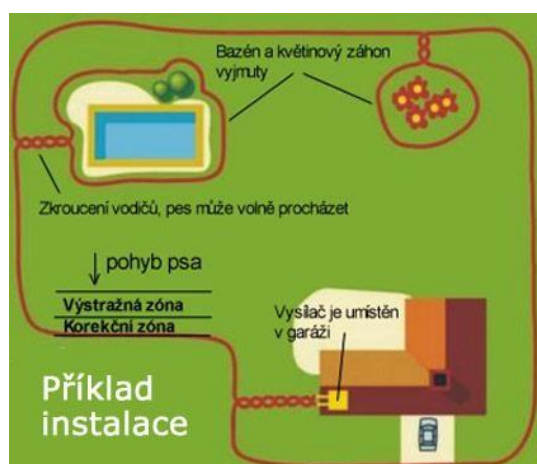 Bazén a květinový záhon
vyjmuty
Zkroucení vodičů, pes může volně procházet
pohyb psa
Výstražná zóna
Korekční zóna
Vysílač je umístěn
v garáži
Příklad
instalace